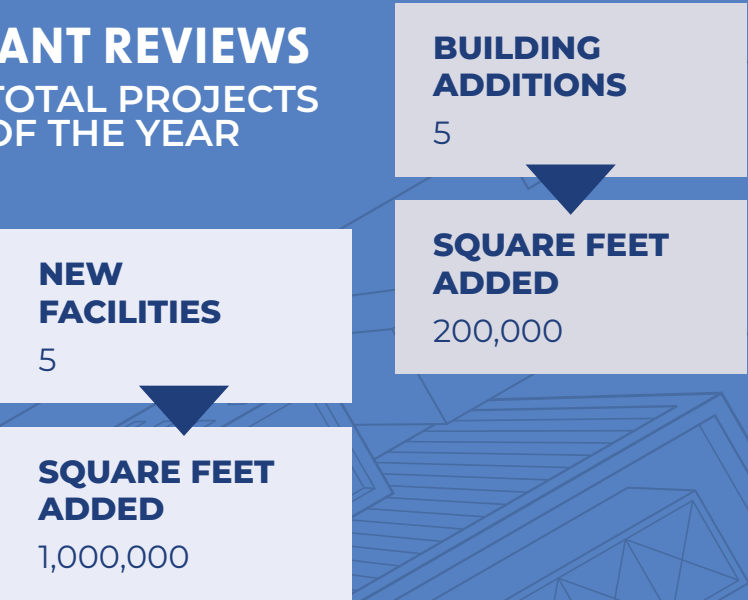 ANT REVIEWS
TOTAL PROJECTS
OF THE YEAR
BUILDING
ADDITIONS
5
SQUARE FEET
ADDED
200,000
NEW
FACILITIES
5
SQUARE FEET
ADDED
1,000,000